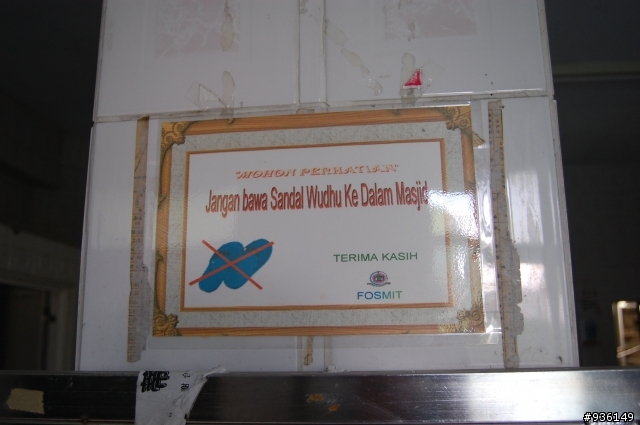 MOHON PERHATIAN
Jangan bawa Sandal Wudhu Ke Dalam Masjid
TERIMA KASIH
FOSMIT
#936149